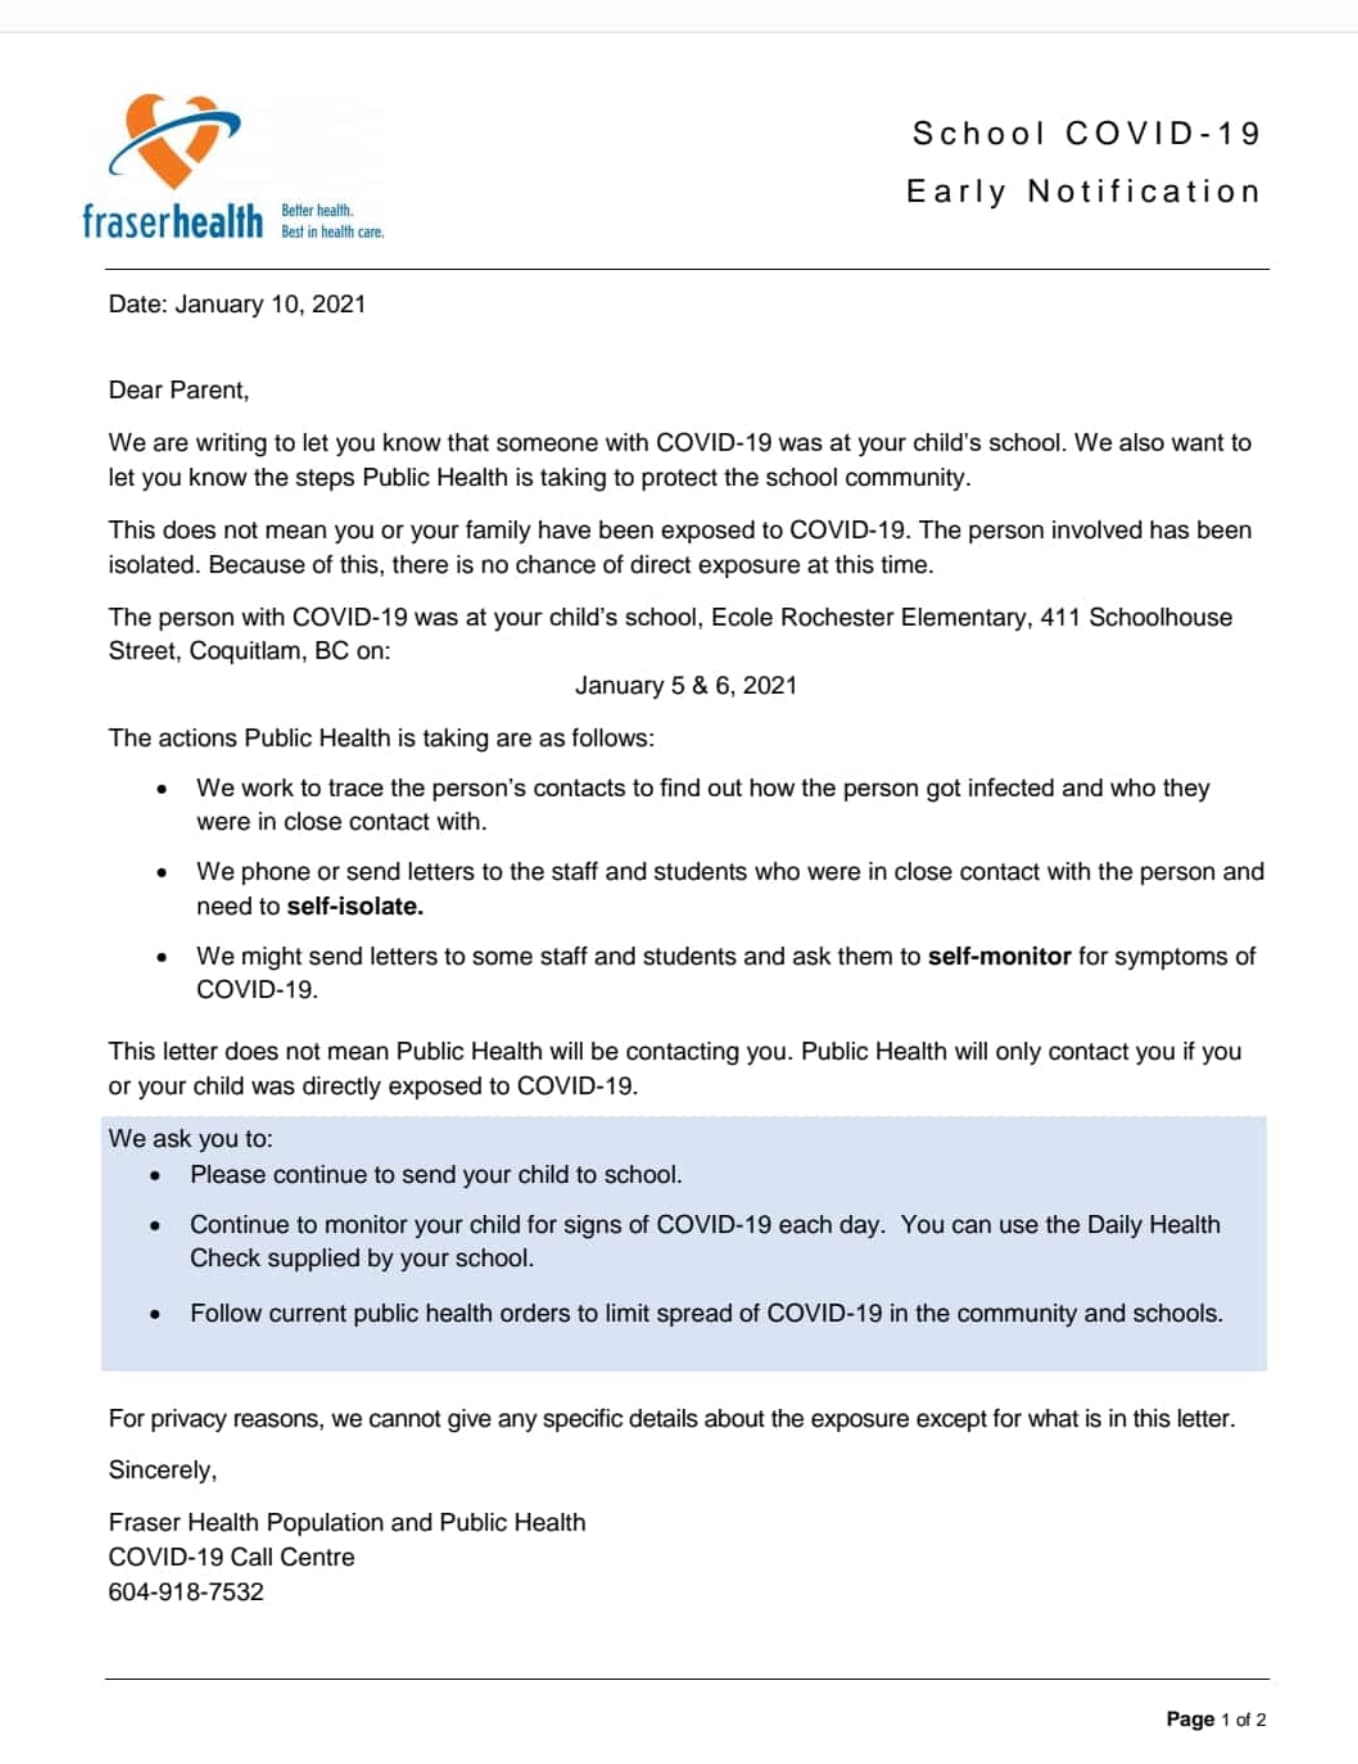 fraserhealth
Better health.
Best in health care.
School COVID-19
Early Notification
Date: January 10, 2021
Dear Parent,
We are writing to let you know that someone with COVID-19 was at your child's school. We also want to
let you know the steps Public Health is taking to protect the school community.
This does not mean you or your family have been exposed to COVID-19. The person involved has been
isolated. Because of this, there is no chance of direct exposure at this time.
The person with COVID-19 was at your child's school, Ecole Rochester Elementary, 411 Schoolhouse
Street, Coquitlam, BC on:
January 5 & 6, 2021
The actions Public Health is taking are as follows:
• We work to trace the person's contacts to find out how the person got infected and who they
were in close contact with.
• We phone or send letters to the staff and students who were in close contact with the person and
need to self-isolate.
• We might send letters to some staff and students and ask them to self-monitor for symptoms of
COVID-19.
This letter does not mean Public Health will be contacting you. Public Health will only contact you if you
or your child was directly exposed to COVID-19.
We ask you to:
• Please continue to send your child to school.
• Continue to monitor your child for signs of COVID-19 each day. You can use the Daily Health
Check supplied by your school.
• Follow current public health orders to limit spread of COVID-19 in the community and schools.
For privacy reasons, we cannot give any specific details about the exposure except for what is in this letter.
Sincerely,
Fraser Health Population and Public Health
COVID-19 Call Centre
604-918-7532
Page 1 of 2